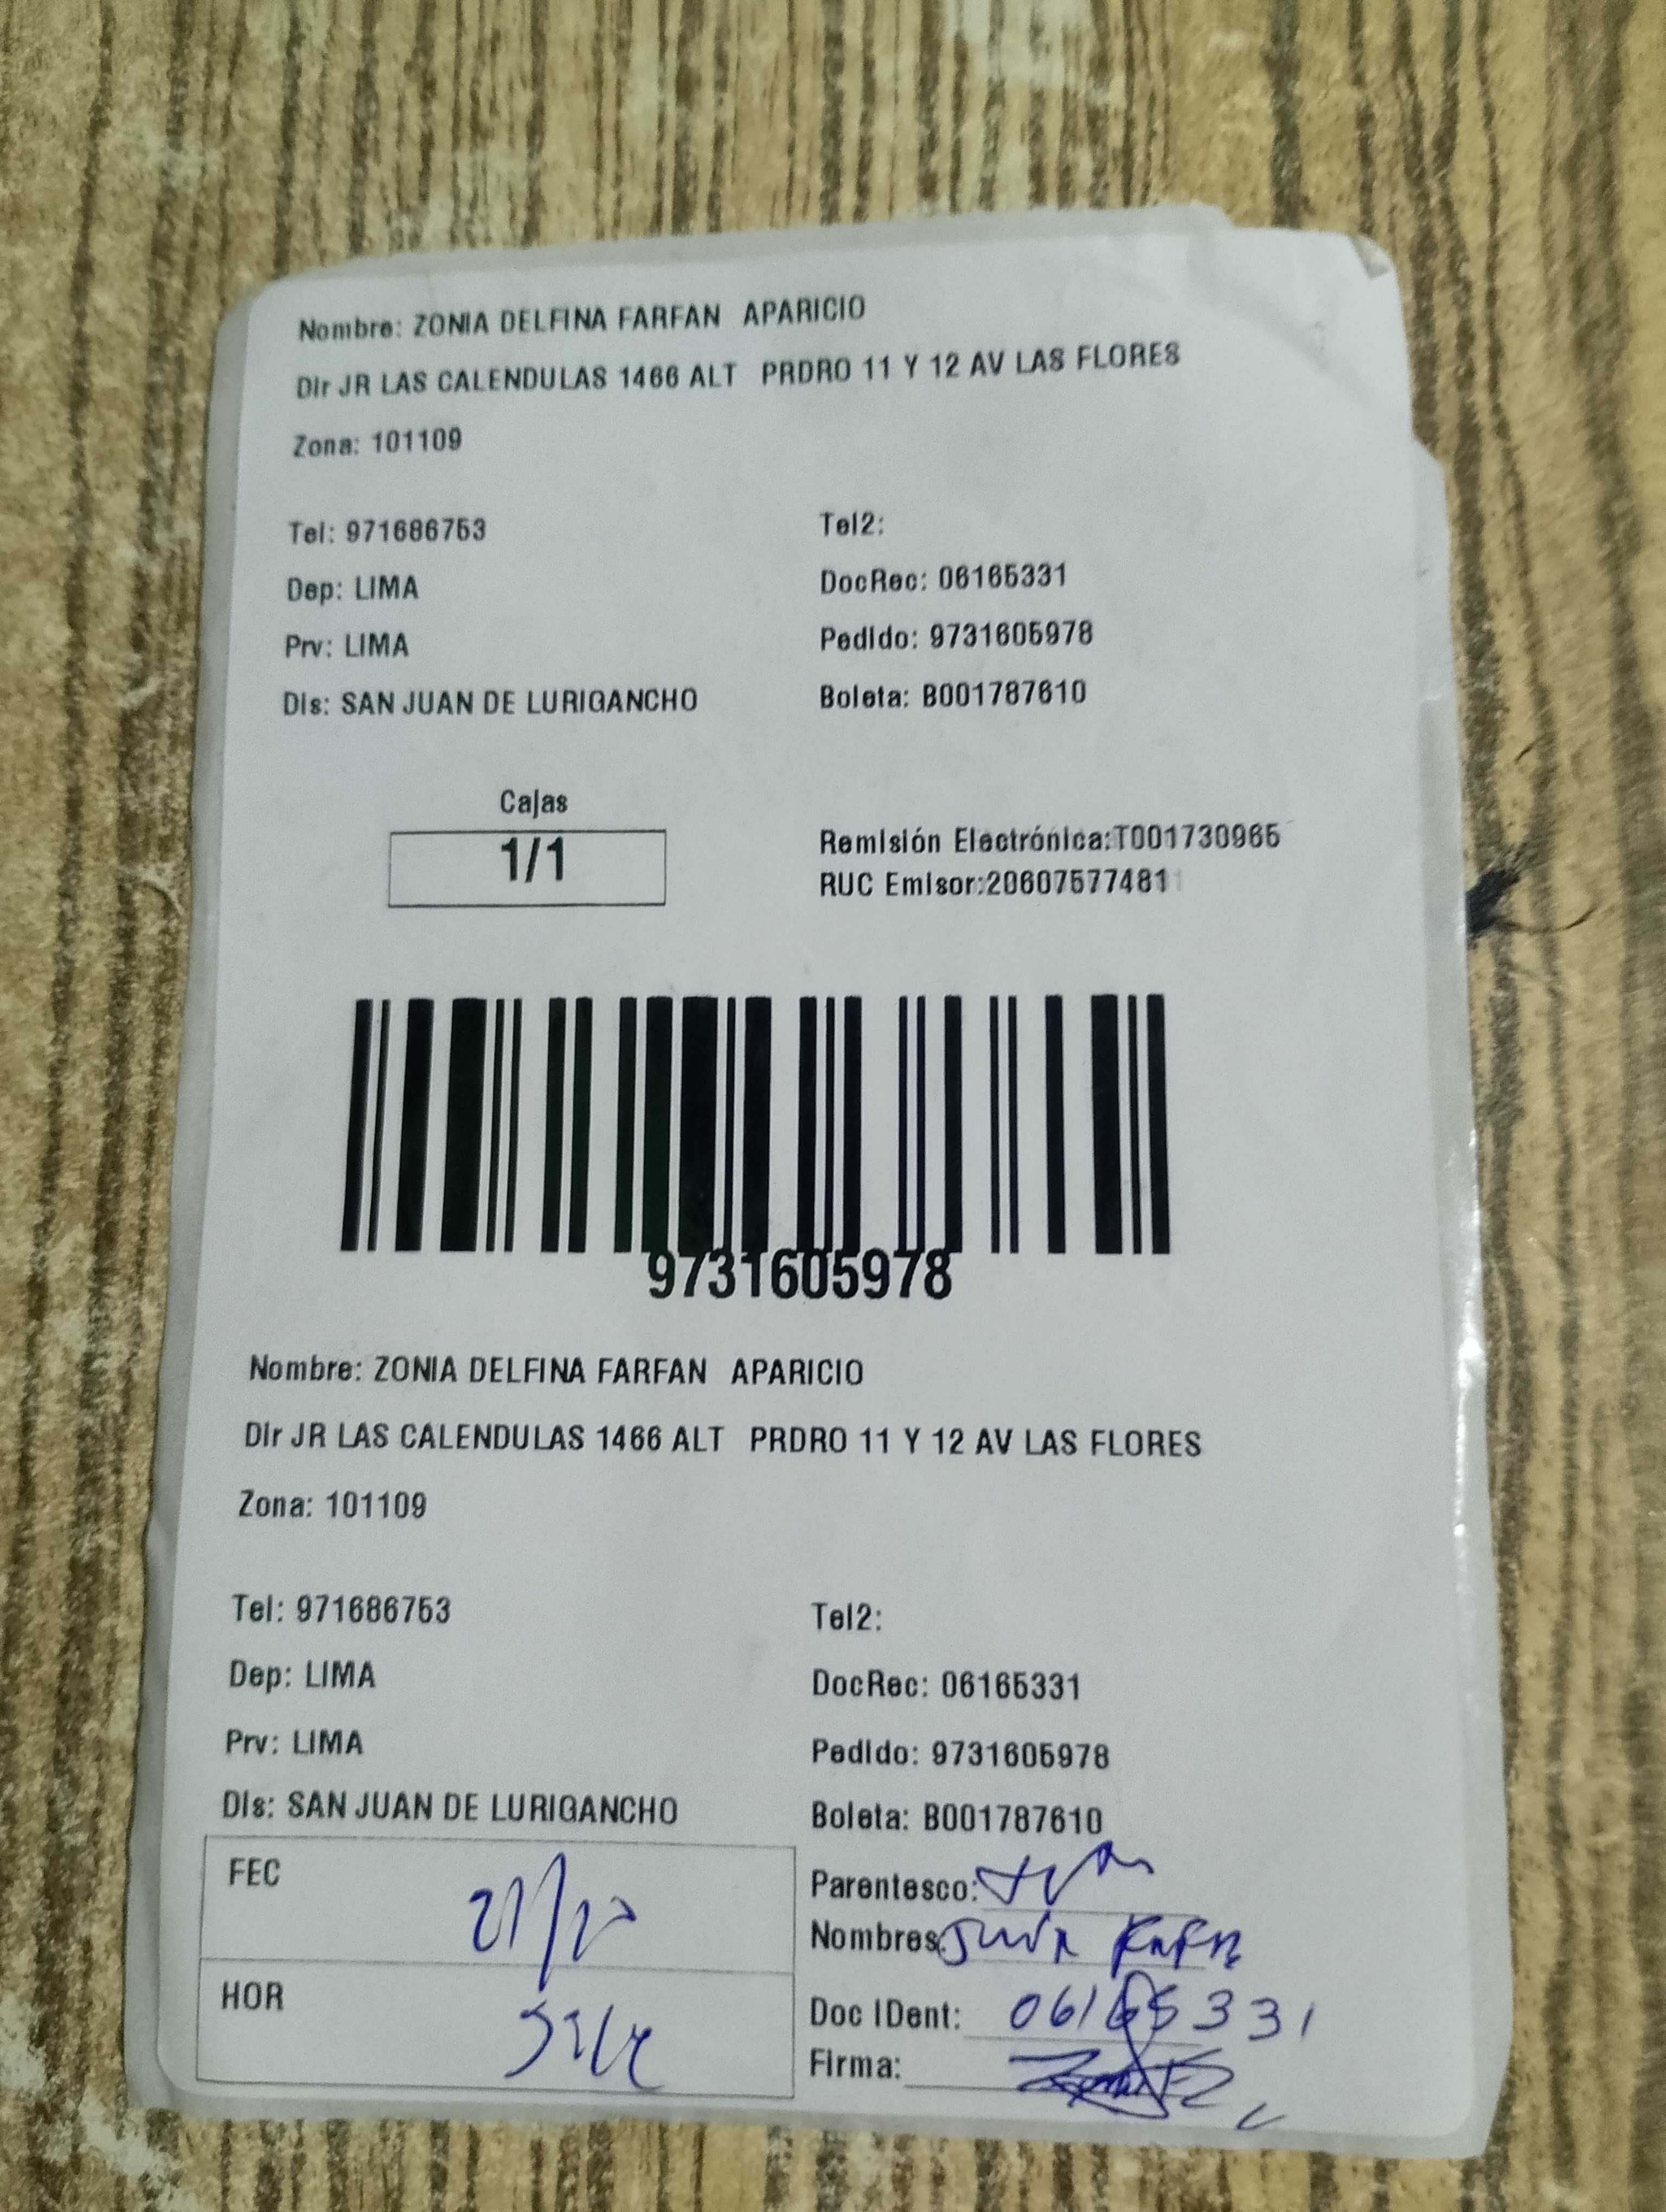 Nombre: ZONIA DELFINA FARFAN APARICIO
Dir JR LAS CALENDULAS 1466 ALT PRDRO 11 Y 12 AV LAS FLORES
Zona: 101109
Tel: 971686753 Tel2:
Dep: LIMA DocRec: 06165331
Prv: LIMA Pedido: 9731605978
Dis: SAN JUAN DE LURIGANCHO Boleta: B001787610
Cajas
1/1
Remisión Electrónica:T001730965
RUC Emisor:20607577481
9731605978
Nombre: ZONIA DELFINA FARFAN APARICIO
Dir JR LAS CALENDULAS 1466 ALT PRDRO 11 Y 12 AV LAS FLORES
Zona: 101109
Tel: 971686753 Tel2:
Dep: LIMA DocRec: 06165331
Prv: LIMA Pedido: 9731605978
Dis: SAN JUAN DE LURIGANCHO Boleta: B001787610
FEC
Parentesco:
Nombres:
HOR
Doc IDent: 06165331
Firma: